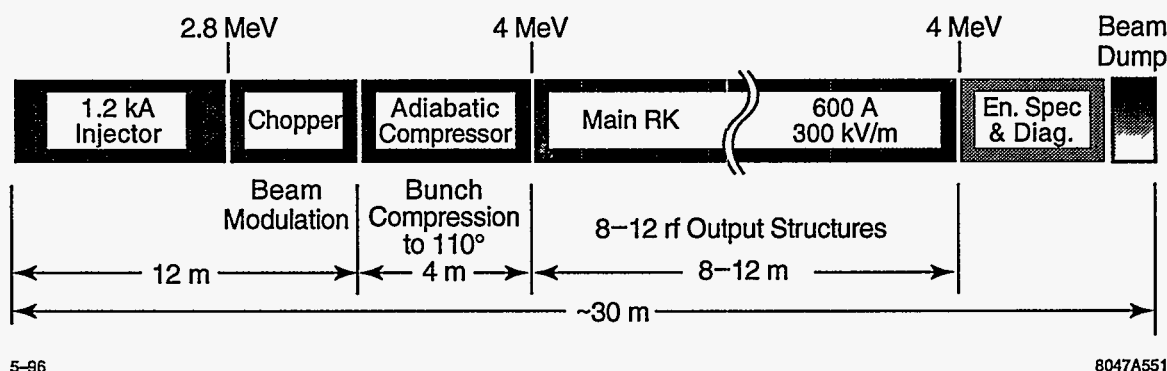 2.8 MeV
4 MeV
4 MeV
Beam
Dump
1.2 kA
Injector
Chopper
Adiabatic
Compressor
Main RK
600 A
300 kV/m
En. Spec
& Diag.
Beam
Modulation
Bunch
Compression
to 110°
8–12 rf Output Structures
12 m
4 m
8–12 m
~30 m
5–96
8047A551